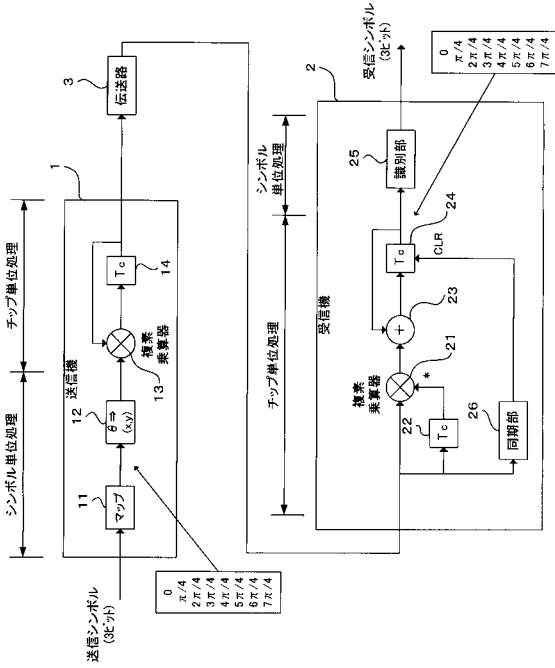 シンボル単位処理
チップ単位処理
送信機
1
送信シンボル
(3ビット)
11
マップ
12
θ⇒
(x,y)
13
複素
乗算器
Tc
14
3
伝送路
0
π/4
2π/4
3π/4
4π/4
5π/4
6π/4
7π/4
チップ単位処理
シンボル
単位処理
受信機
2
複素
乗算器
21
*
22
Tc
23
+
Tc
24
CLR
25
識別部
26
同期部
受信シンボル
(3ビット)
0
π/4
2π/4
3π/4
4π/4
5π/4
6π/4
7π/4